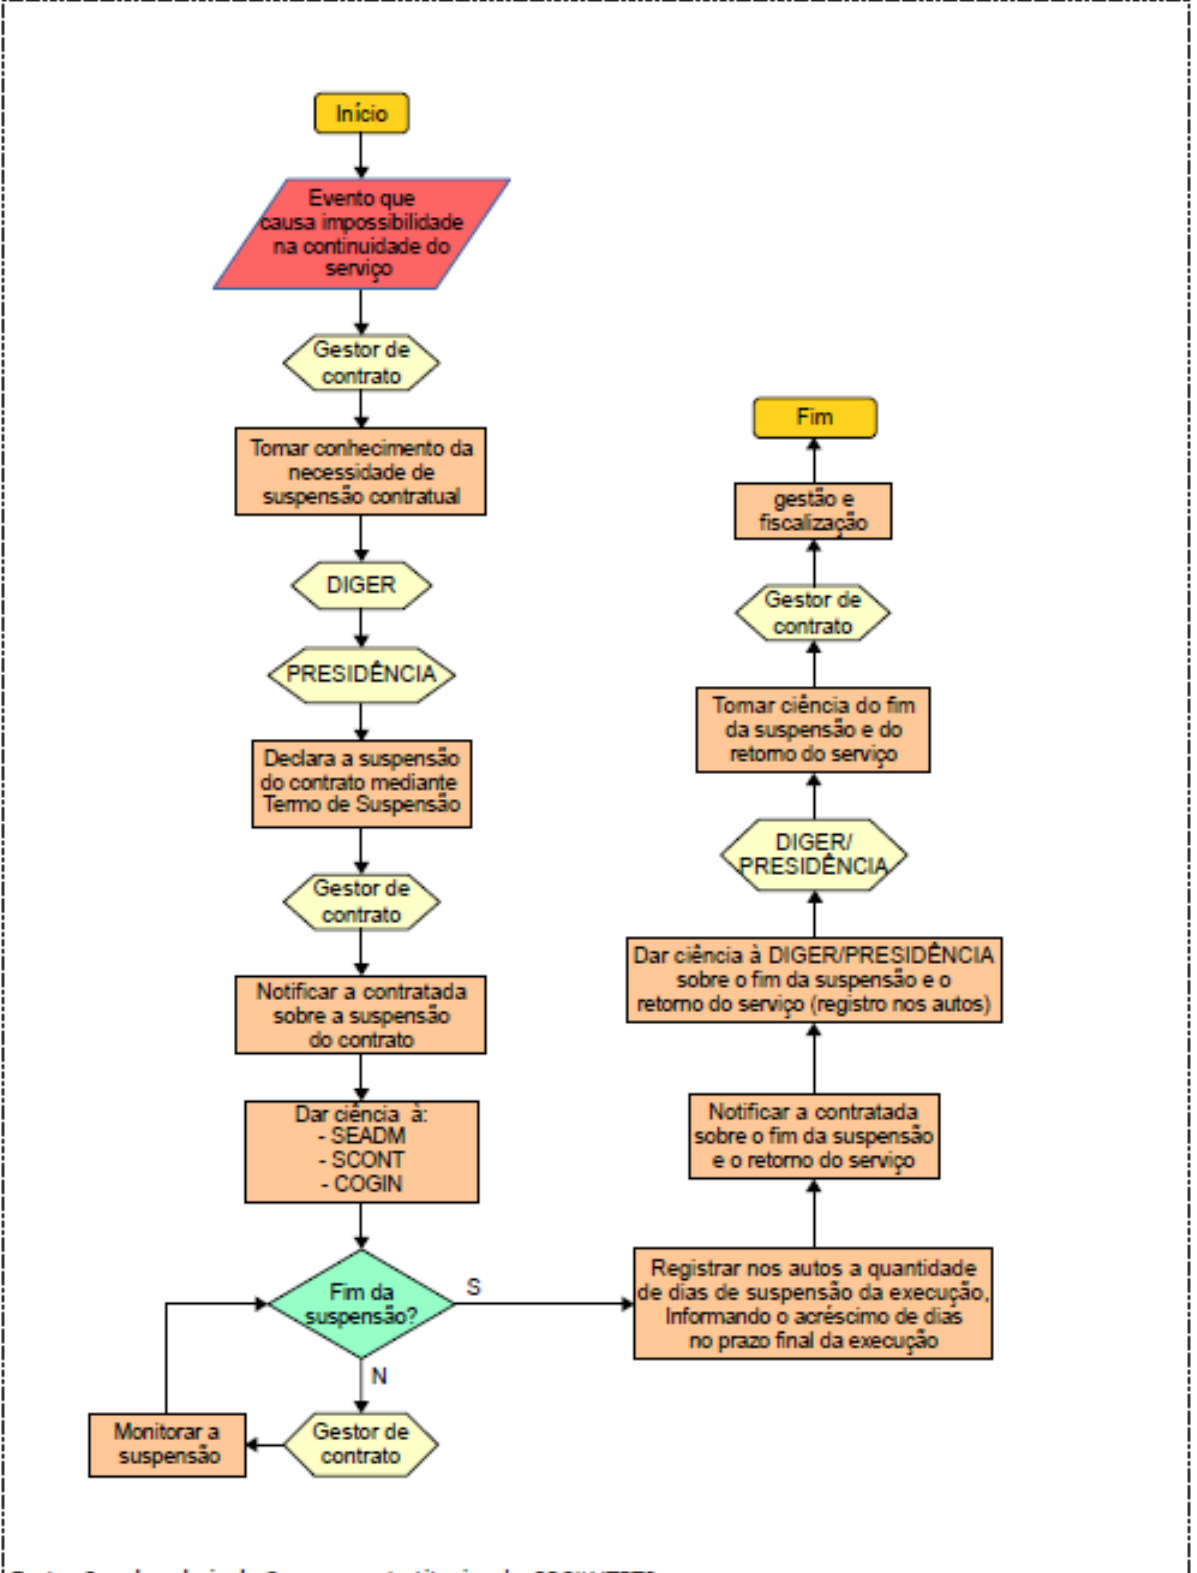 Início
Evento que
causa impossibilidade
na continuidade do
serviço
Gestor de
contrato
Tomar conhecimento da
necessidade de
suspensão contratual
DIGER
PRESIDÊNCIA
Declara a suspensão
do contrato mediante
Termo de Suspensão
Gestor de
contrato
Notificar a contratada
sobre a suspensão
do contrato
Dar ciência à:
- SEADM
- SCONT
- COGIN
Fim da
suspensão?
S
N
Gestor de
contrato
Monitorar a
suspensão
Registrar nos autos a quantidade
de dias de suspensão da execução,
Informando o acréscimo de dias
no prazo final da execução
Notificar a contratada
sobre o fim da suspensão
e o retorno do serviço
Dar ciência à DIGER/PRESIDÊNCIA
sobre o fim da suspensão e o
retorno do serviço (registro nos autos)
DIGER/
PRESIDÊNCIA
Tomar ciência do fim
da suspensão e do
retorno do serviço
Gestor de
contrato
gestão e
fiscalização
Fim